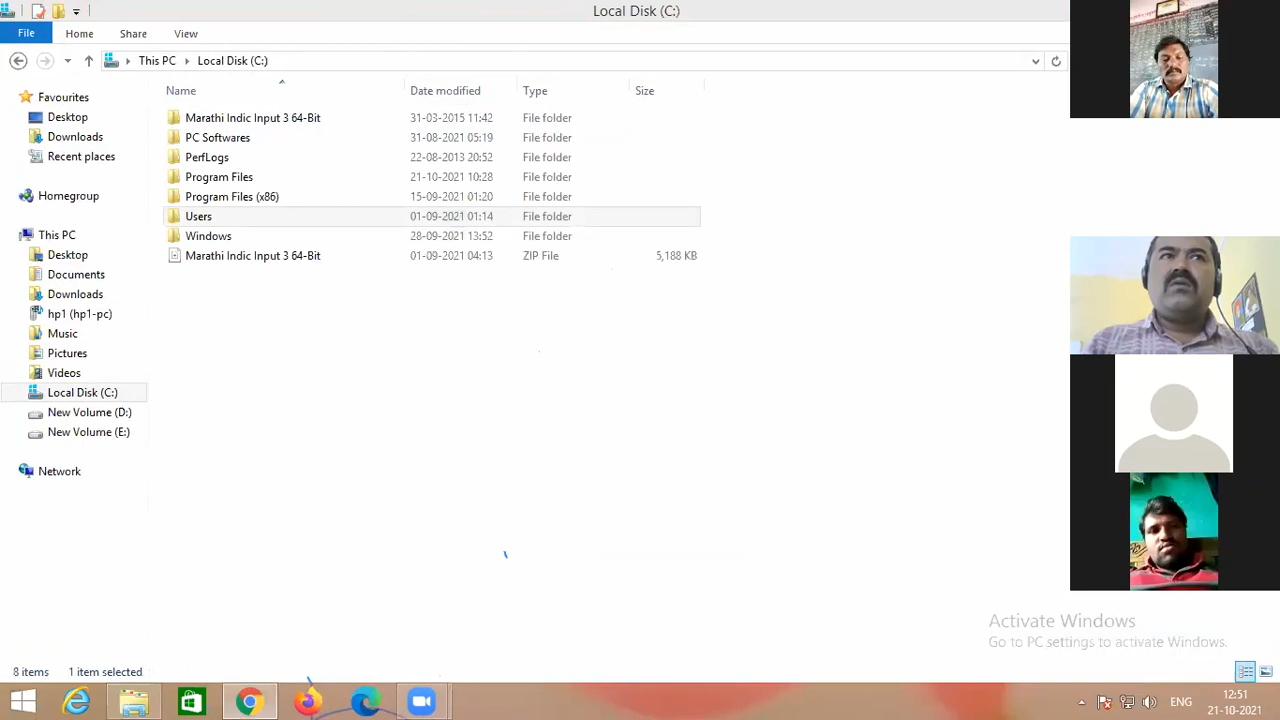 Local Disk (C:)
File Home Share View
This PC Local Disk (C:)
Name Date modified Type Size
Favourites
Desktop
Downloads
Recent places
Homegroup
This PC
Desktop
Documents
Downloads
hp1 (hp1-pc)
Music
Pictures
Videos
Local Disk (C:)
New Volume (D:)
New Volume (E:)
Network
Marathi Indic Input 3 64-Bit 31-03-2015 11:42 File folder
PC Softwares 31-08-2021 05:19 File folder
PerfLogs 22-08-2013 20:52 File folder
Program Files 21-10-2021 10:28 File folder
Program Files (x86) 15-09-2021 01:20 File folder
Users 01-09-2021 01:14 File folder
Windows 28-09-2021 13:52 File folder
Marathi Indic Input 3 64-Bit 01-09-2021 04:13 ZIP File 5,188 KB
Activate Windows
Go to PC settings to activate Windows.
8 items 1 item selected
ENG
12:51
21-10-2021